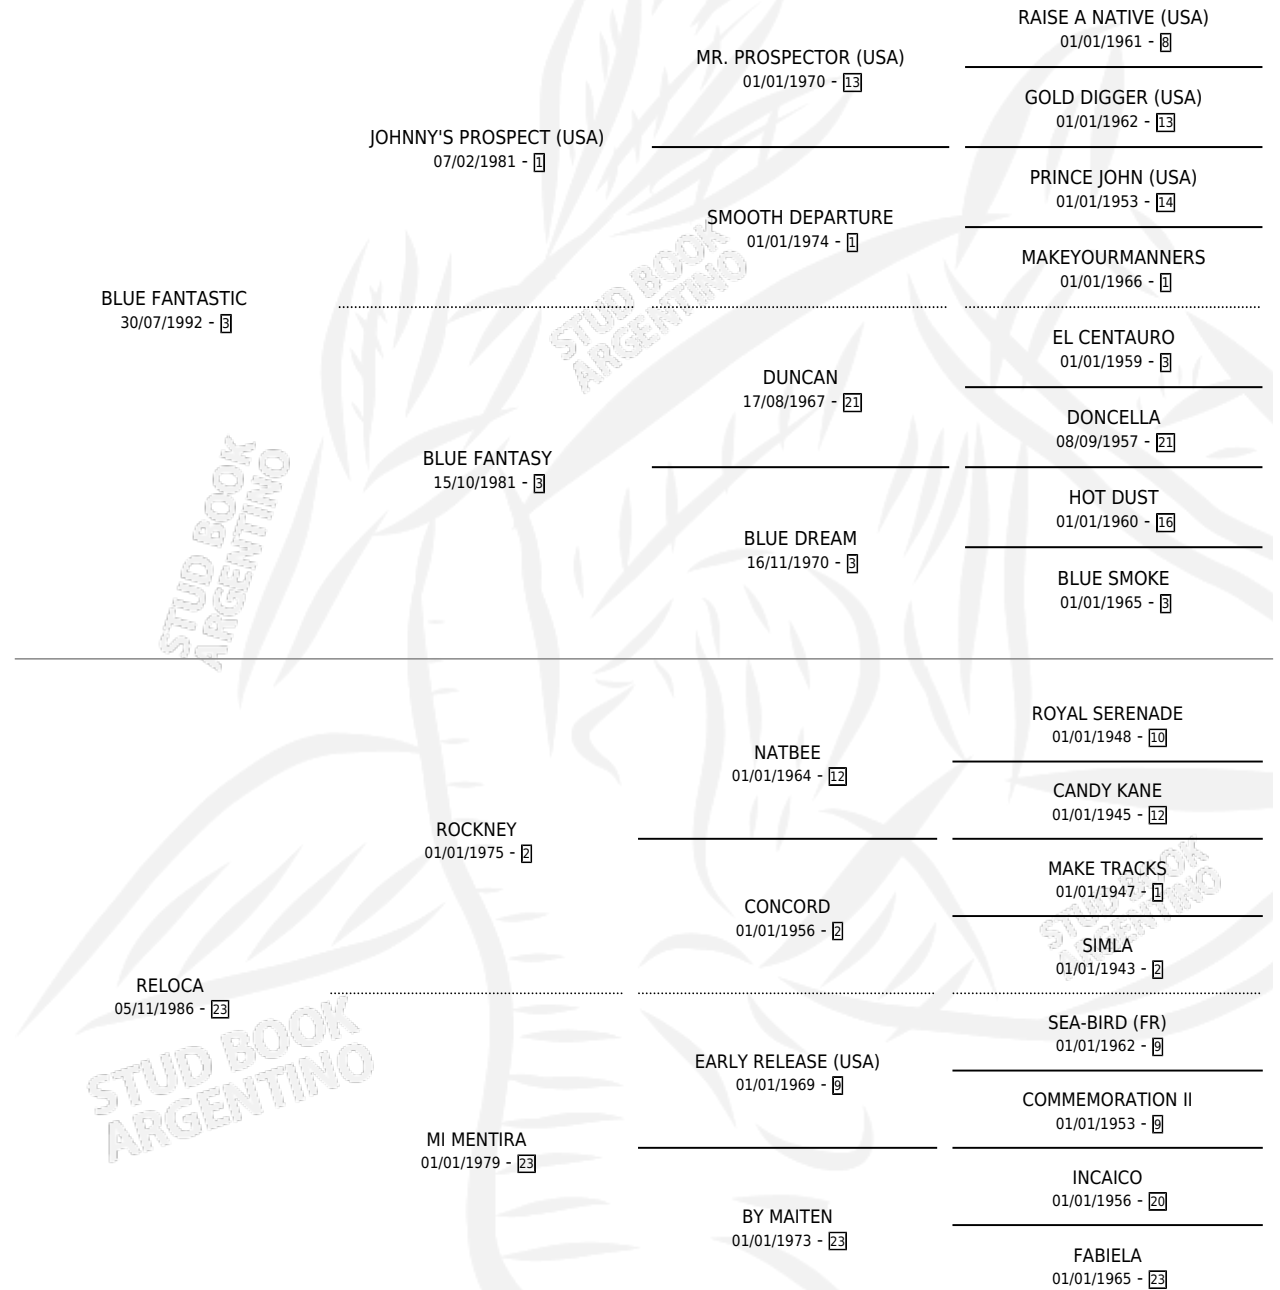 RAISE A NATIVE (USA)
01/01/1961 - 8
MR. PROSPECTOR (USA)
01/01/1970 - 13
GOLD DIGGER (USA)
01/01/1962 - 13
JOHNNY'S PROSPECT (USA)
07/02/1981 - 1
PRINCE JOHN (USA)
01/01/1953 - 14
SMOOTH DEPARTURE
01/01/1974 - 1
MAKEYOURMANNERS
01/01/1966 - 1
BLUE FANTASTIC
30/07/1992 - 3
EL CENTAURO
01/01/1959 - 3
DUNCAN
17/08/1967 - 21
DONCELLA
08/09/1957 - 21
BLUE FANTASY
15/10/1981 - 3
HOT DUST
01/01/1960 - 16
BLUE DREAM
16/11/1970 - 3
BLUE SMOKE
01/01/1965 - 3
STUD BOOK
ARGENTINO
STUD BOOK
ARGENTINO
ROYAL SERENADE
01/01/1948 - 10
NATBEE
01/01/1964 - 12
CANDY KANE
01/01/1945 - 12
ROCKNEY
01/01/1975 - 2
MAKE TRACKS
01/01/1947 - 1
CONCORD
01/01/1956 - 2
SIMLA
01/01/1943 - 2
RELOCA
05/11/1986 - 23
SEA-BIRD (FR)
01/01/1962 - 9
EARLY RELEASE (USA)
01/01/1969 - 9
COMMEMORATION II
01/01/1953 - 9
MI MENTIRA
01/01/1979 - 23
INCAICO
01/01/1956 - 20
BY MAITEN
01/01/1973 - 23
FABIELA
01/01/1965 - 23
STUD BOOK
ARGENTINO
STUD BOOK
ARGENTINO